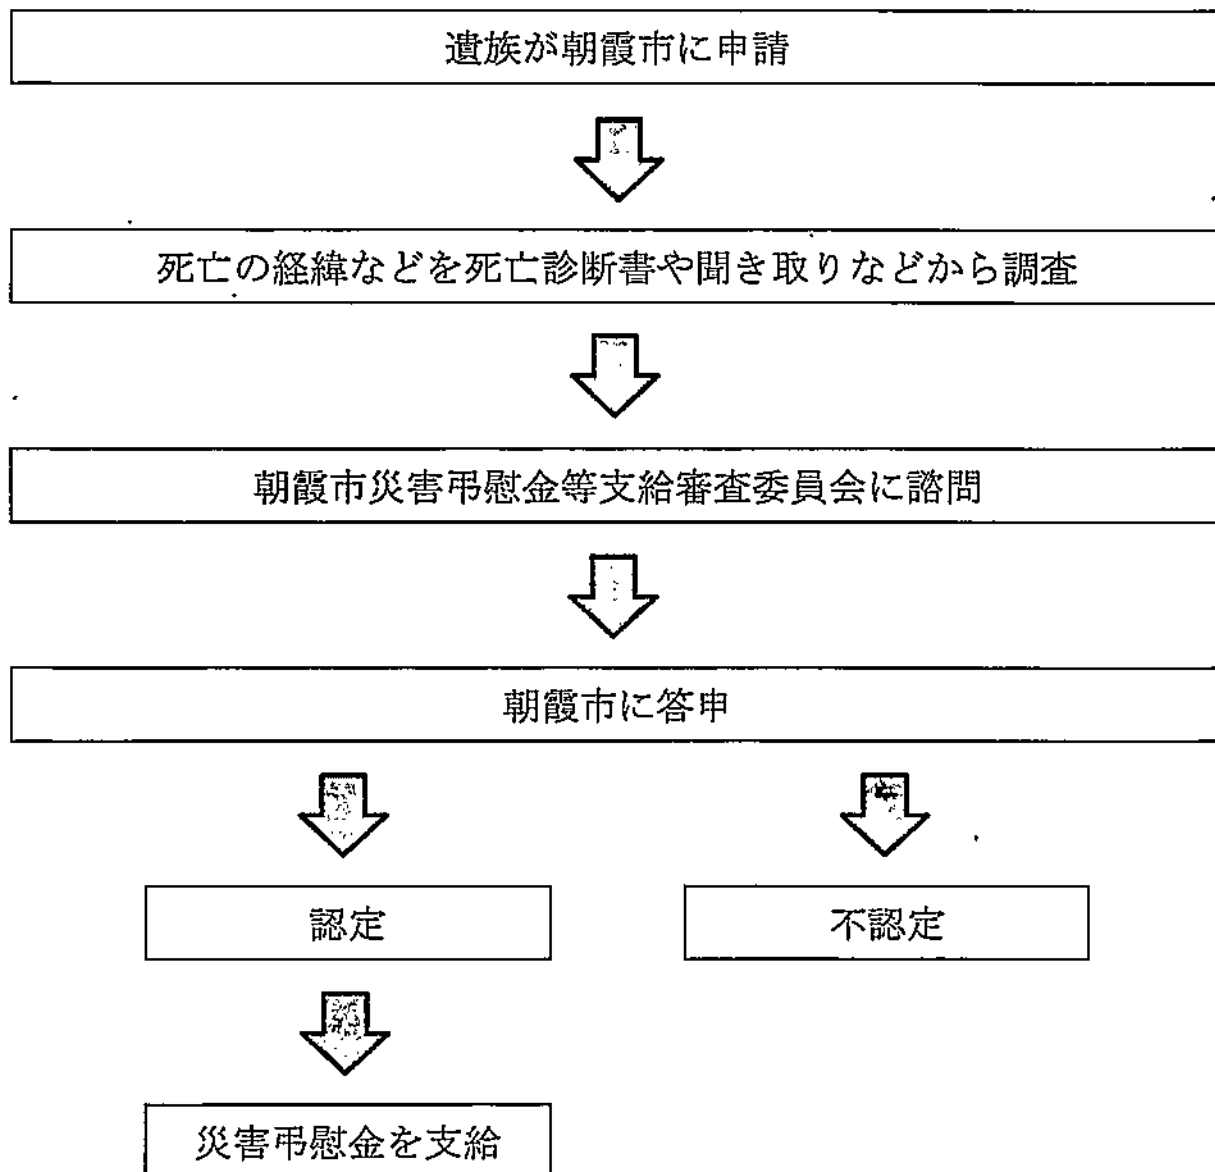 遺族が朝霞市に申請
死亡の経緯などを死亡診断書や聞き取りなどから調査
朝霞市災害弔慰金等支給審査委員会に諮問
朝霞市に答申
認定
不認定
災害弔慰金を支給